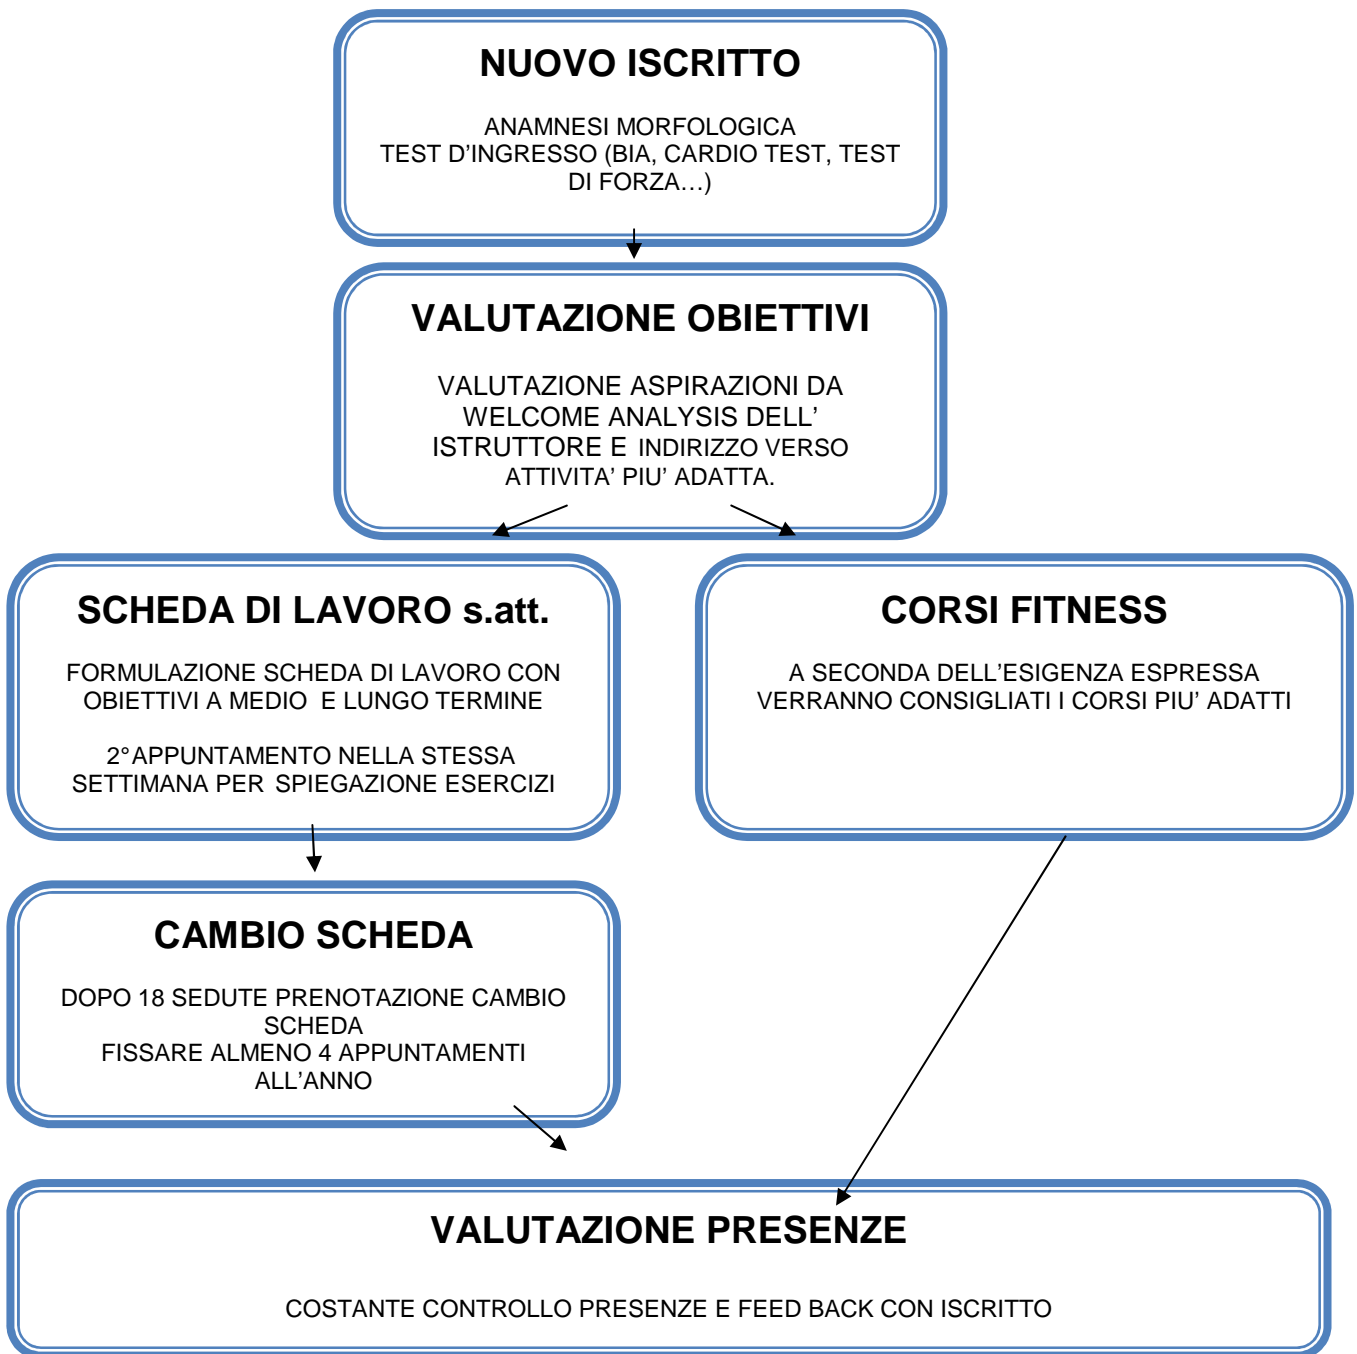 NUOVO ISCRITTO
ANAMNESI MORFOLOGICA
TEST D'INGRESSO (BIA, CARDIO TEST, TEST
DI FORZA…)
VALUTAZIONE OBIETTIVI
VALUTAZIONE ASPIRAZIONI DA
WELCOME ANALYSIS DELL'
ISTRUTTORE E INDIRIZZO VERSO
ATTIVITA' PIU' ADATTA.
SCHEDA DI LAVORO s.att.
FORMULAZIONE SCHEDA DI LAVORO CON
OBIETTIVI A MEDIO E LUNGO TERMINE
2°APPUNTAMENTO NELLA STESSA
SETTIMANA PER SPIEGAZIONE ESERCIZI
CORSI FITNESS
A SECONDA DELL'ESIGENZA ESPRESSA
VERRANNO CONSIGLIATI I CORSI PIU' ADATTI
CAMBIO SCHEDA
DOPO 18 SEDUTE PRENOTAZIONE CAMBIO
SCHEDA
FISSARE ALMENO 4 APPUNTAMENTI
ALL'ANNO
VALUTAZIONE PRESENZE
COSTANTE CONTROLLO PRESENZE E FEED BACK CON ISCRITTO